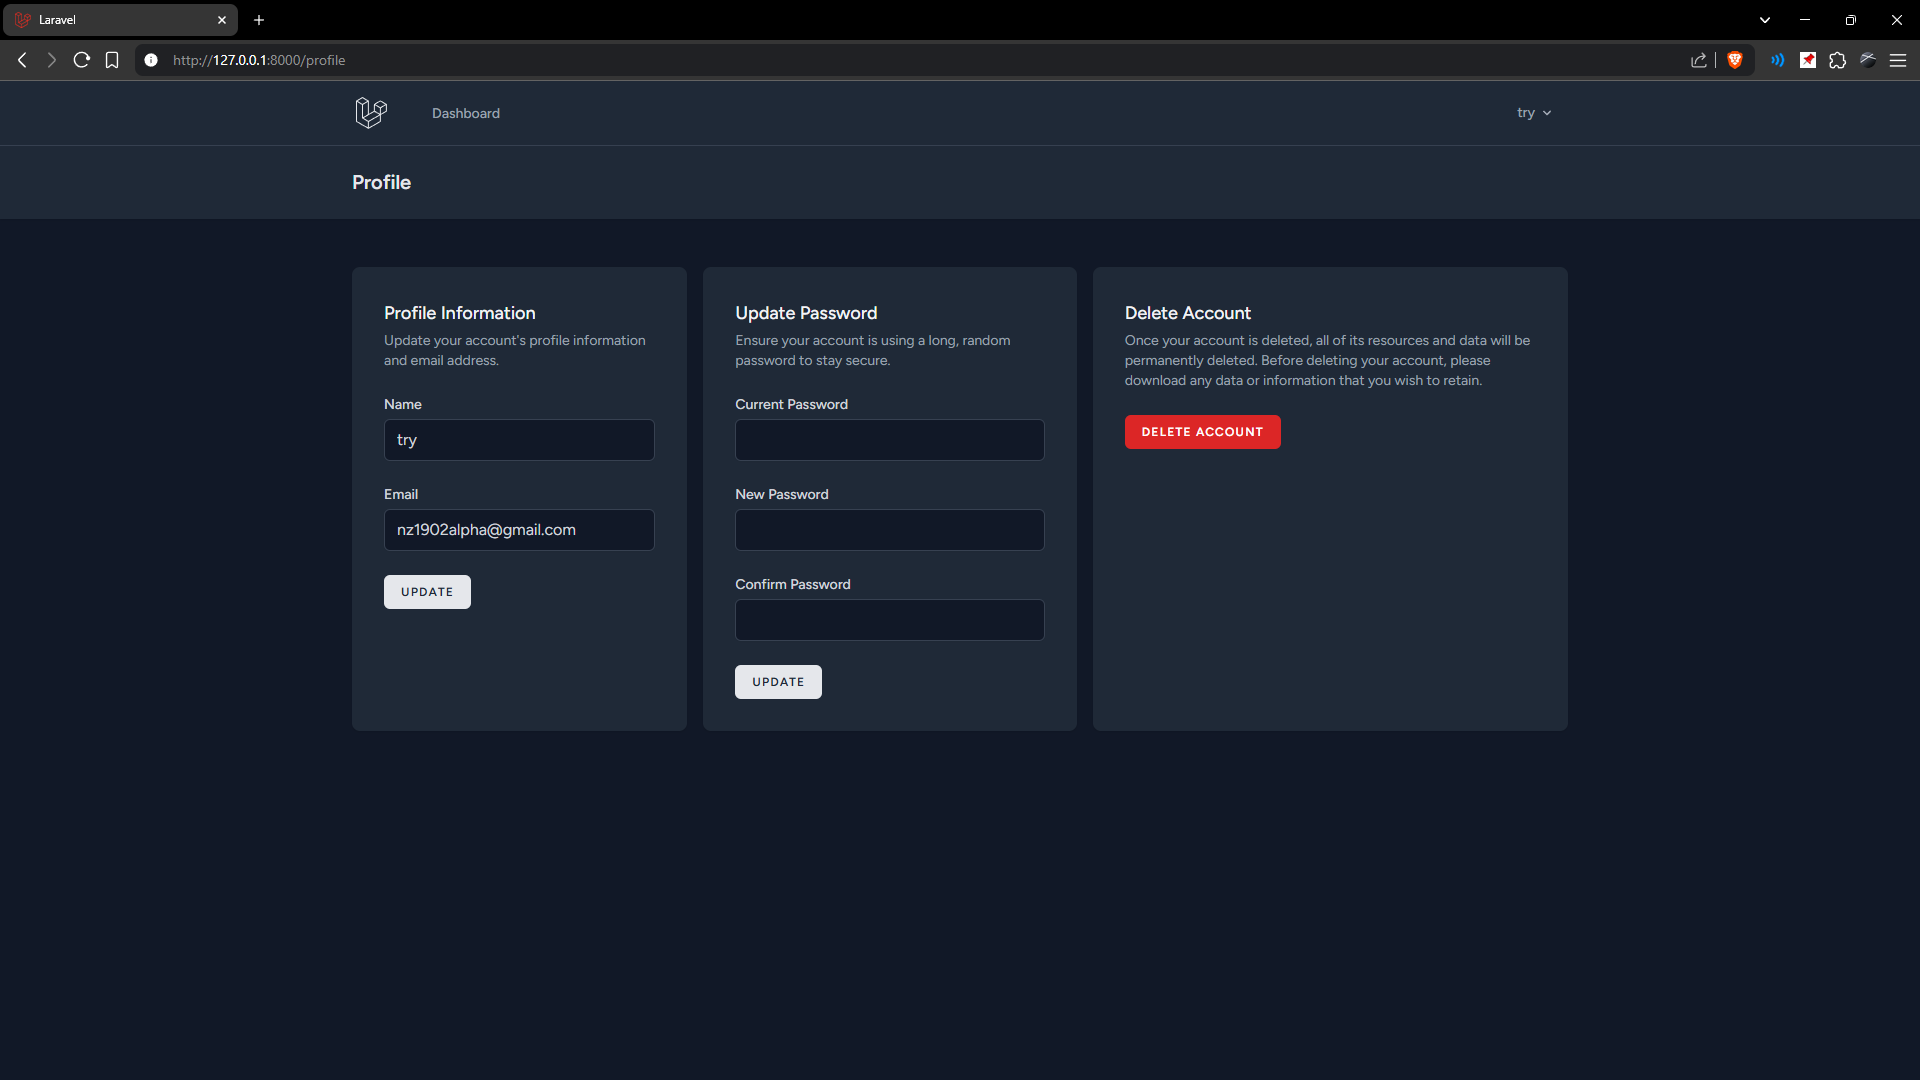 Laravel
http://127.0.0.1:8000/profile
Dashboard
try
Profile
Profile Information
Update your account's profile information
and email address.
Name
try
Email
nz1902alpha@gmail.com
UPDATE
Update Password
Ensure your account is using a long, random
password to stay secure.
Current Password
New Password
Confirm Password
UPDATE
Delete Account
Once your account is deleted, all of its resources and data will be
permanently deleted. Before deleting your account, please
download any data or information that you wish to retain.
DELETE ACCOUNT